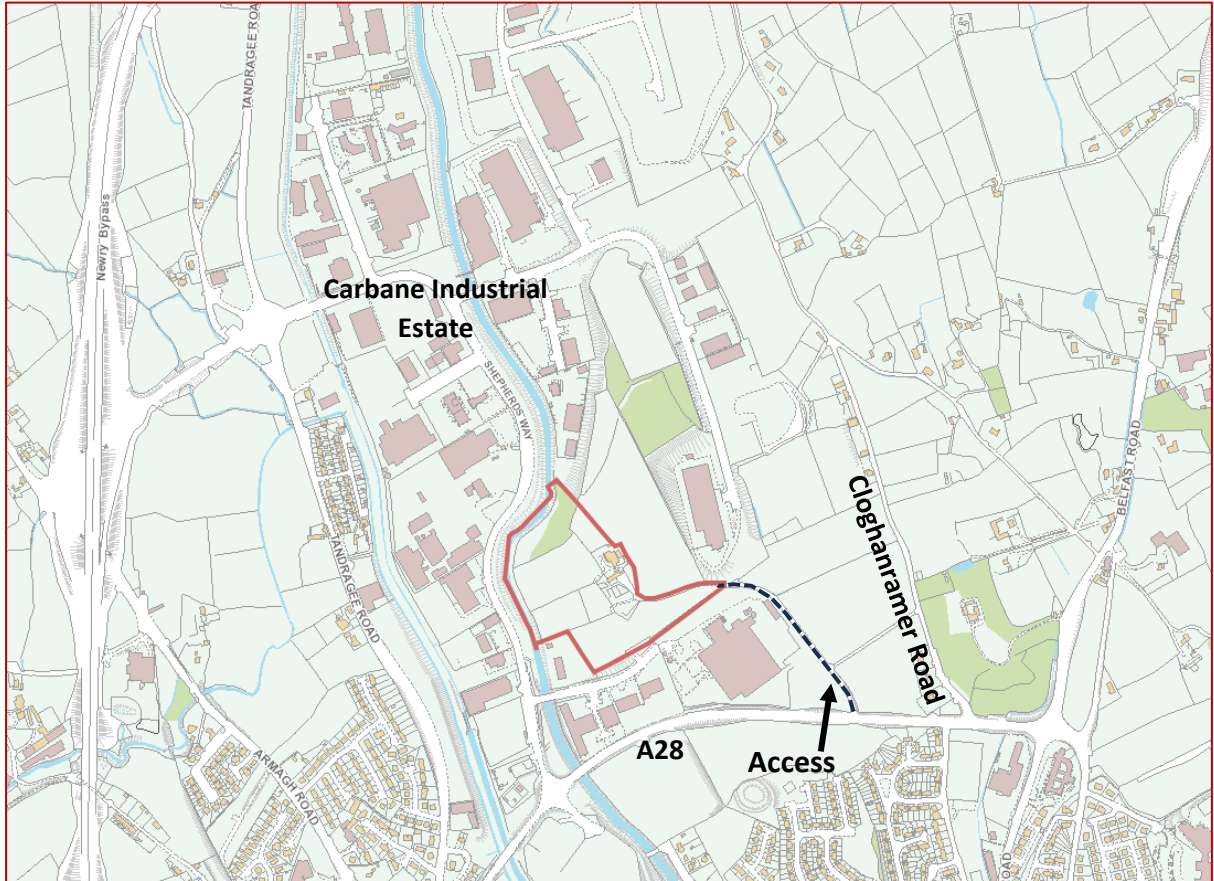 TANDRAGEE ROA
Newry Bypass
Carbane Industrial
Estate
SHEPHERDS WAY
BELFAST ROAD
Cloghanramer Road
TANDRAGEE ROAD
ARMAGH ROAD
A28
Access
ROAD